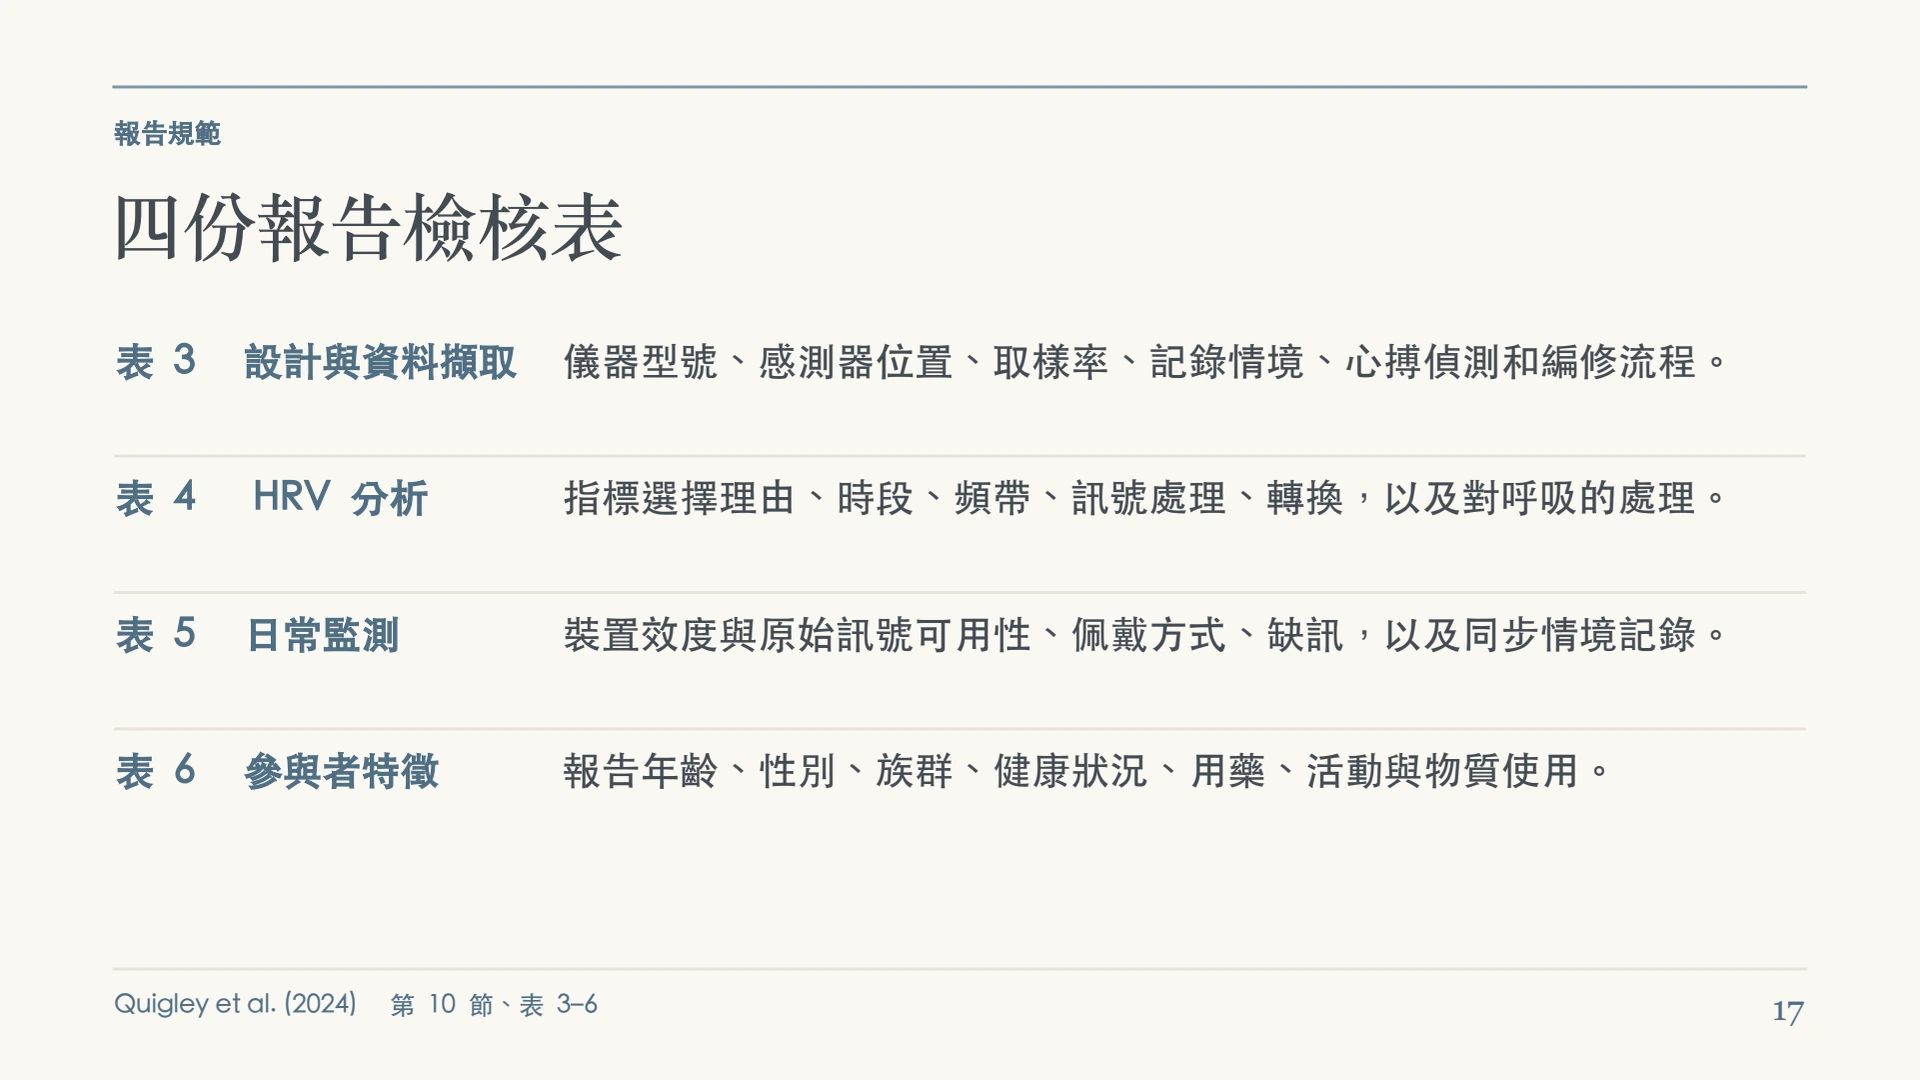 報告規範
四份報告檢核表
表 3 設計與資料擷取 儀器型號、感測器位置、取樣率、記錄情境、心搏偵測和編修流程。
表 4 HRV 分析 指標選擇理由、時段、頻帶、訊號處理、轉換，以及對呼吸的處理。
表 5 日常監測 裝置效度與原始訊號可用性、佩戴方式、缺訊，以及同步情境記錄。
表 6 參與者特徵 報告年齡、性別、族群、健康狀況、用藥、活動與物質使用。
Quigley et al. (2024) 第 10 節、表 3–6
17